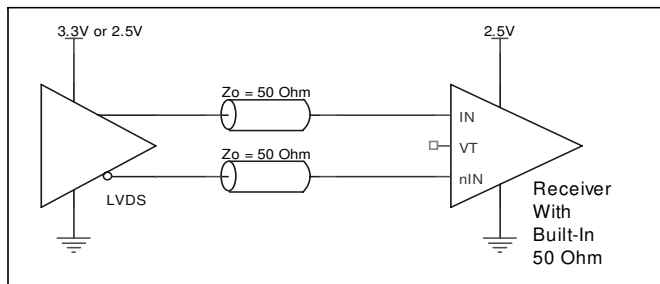 3.3V or 2.5V
2.5V
Zo = 50 Ohm
IN
VT
Zo = 50 Ohm
nIN
LVDS
Receiver
With
Built-In
50 Ohm